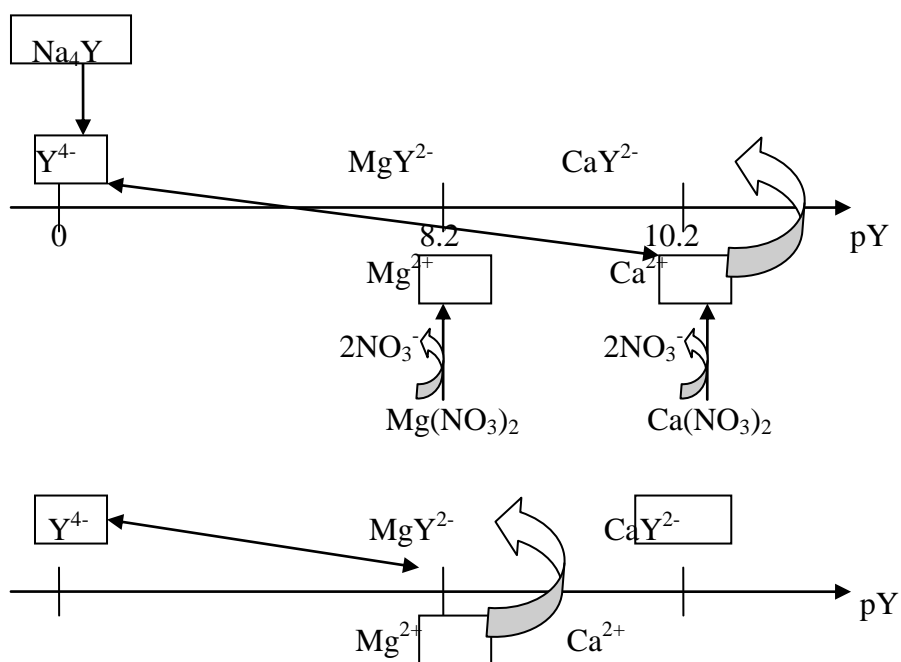 Na₄Y
Y⁴⁻ MgY²⁻ CaY²⁻
0 8.2 10.2 pY
Mg²⁺ Ca²⁺
2NO₃⁻ 2NO₃⁻
Mg(NO₃)₂ Ca(NO₃)₂
Y⁴⁻ MgY²⁻ CaY²⁻
pY
Mg²⁺ Ca²⁺